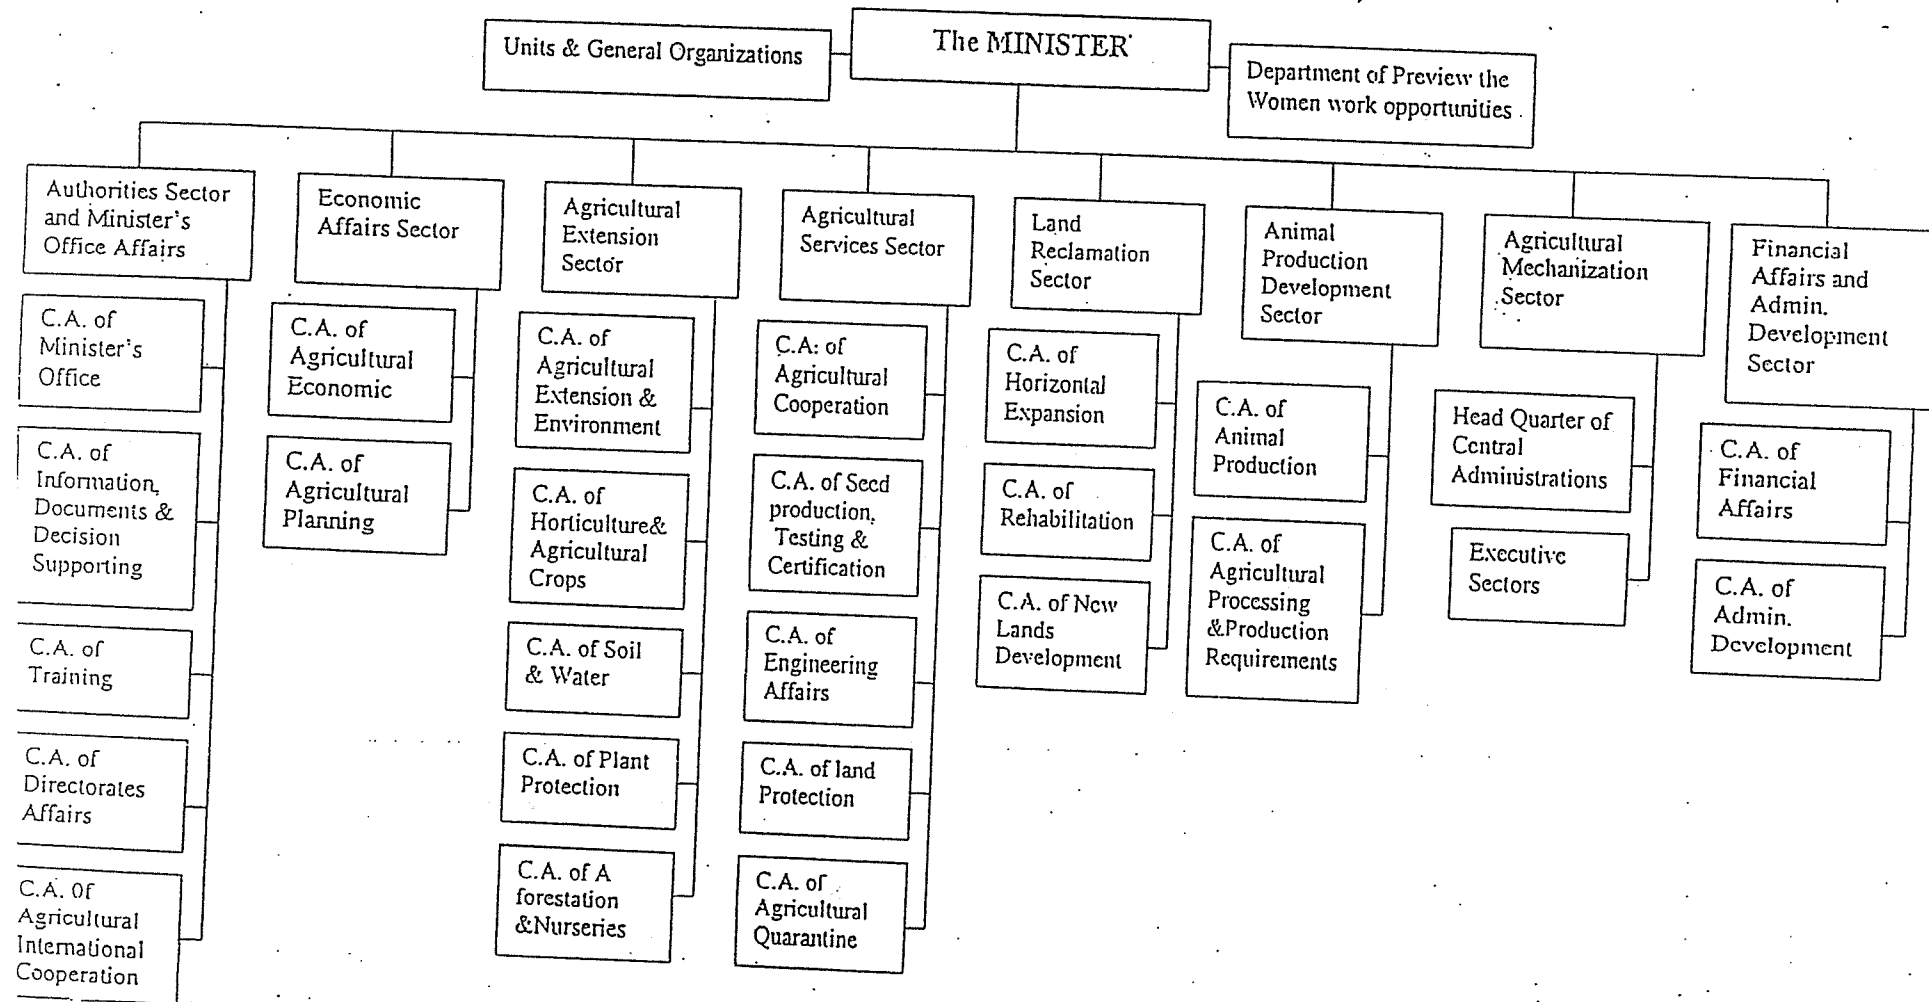 Units & General Organizations
The MINISTER
Department of Preview the
Women work opportunities
Authorities Sector
and Minister's
Office Affairs
C.A. of
Minister's
Office
C.A. of
Information,
Documents &
Decision
Supporting
C.A. of
Training
C.A. of
Directorates
Affairs
C.A. Of
Agricultural
International
Cooperation
Economic
Affairs Sector
C.A. of
Agricultural
Economic
C.A. of
Agricultural
Planning
Agricultural
Extension
Sector
C.A. of
Agricultural
Extension &
Environment
C.A. of
Horticulture&
Agricultural
Crops
C.A. of Soil
& Water
C.A. of Plant
Protection
C.A. of A
forestation
&Nurseries
Agricultural
Services Sector
C.A: of
Agricultural
Cooperation
C.A. of Seed
production,
Testing &
Certification
C.A. of
Engineering
Affairs
C.A. of land
Protection
C.A. of
Agricultural
Quarantine
Land
Reclamation
Sector
C.A. of
Horizontal
Expansion
C.A. of
Rehabilitation
C.A. of New
Lands
Development
Animal
Production
Development
Sector
C.A. of
Animal
Production
C.A. of
Agricultural
Processing
&Production
Requirements
Agricultural
Mechanization
Sector
Head Quarter of
Central
Administrations
Executive
Sectors
Financial
Affairs and
Admin.
Development
Sector
C.A. of
Financial
Affairs
C.A. of
Admin.
Development